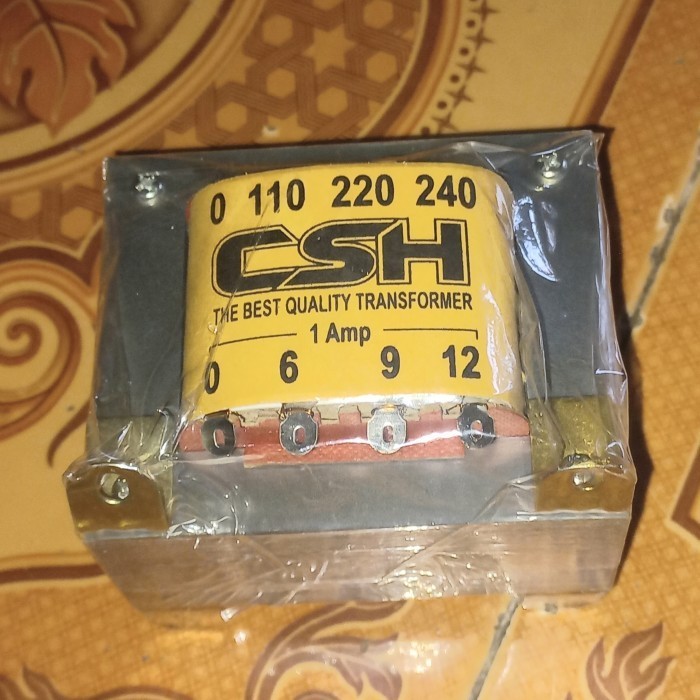 0 110 220 240
CSH
THE BEST QUALITY TRANSFORMER
1 Amp
0 6 9 12